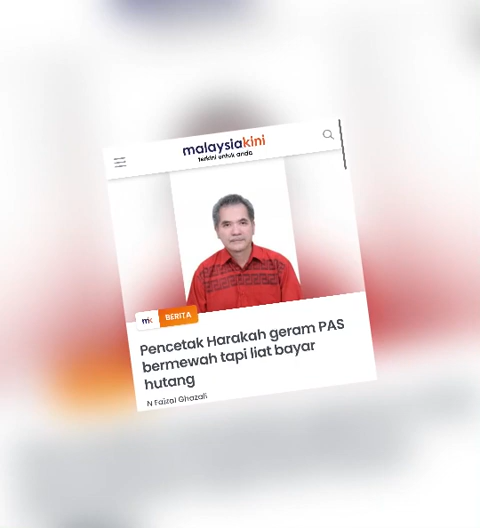 malaysiakini
terkini untuk anda
mk BERITA
Pencetak Harakah geram PAS
bermewah tapi liat bayar
hutang
N Faizal Ghazali